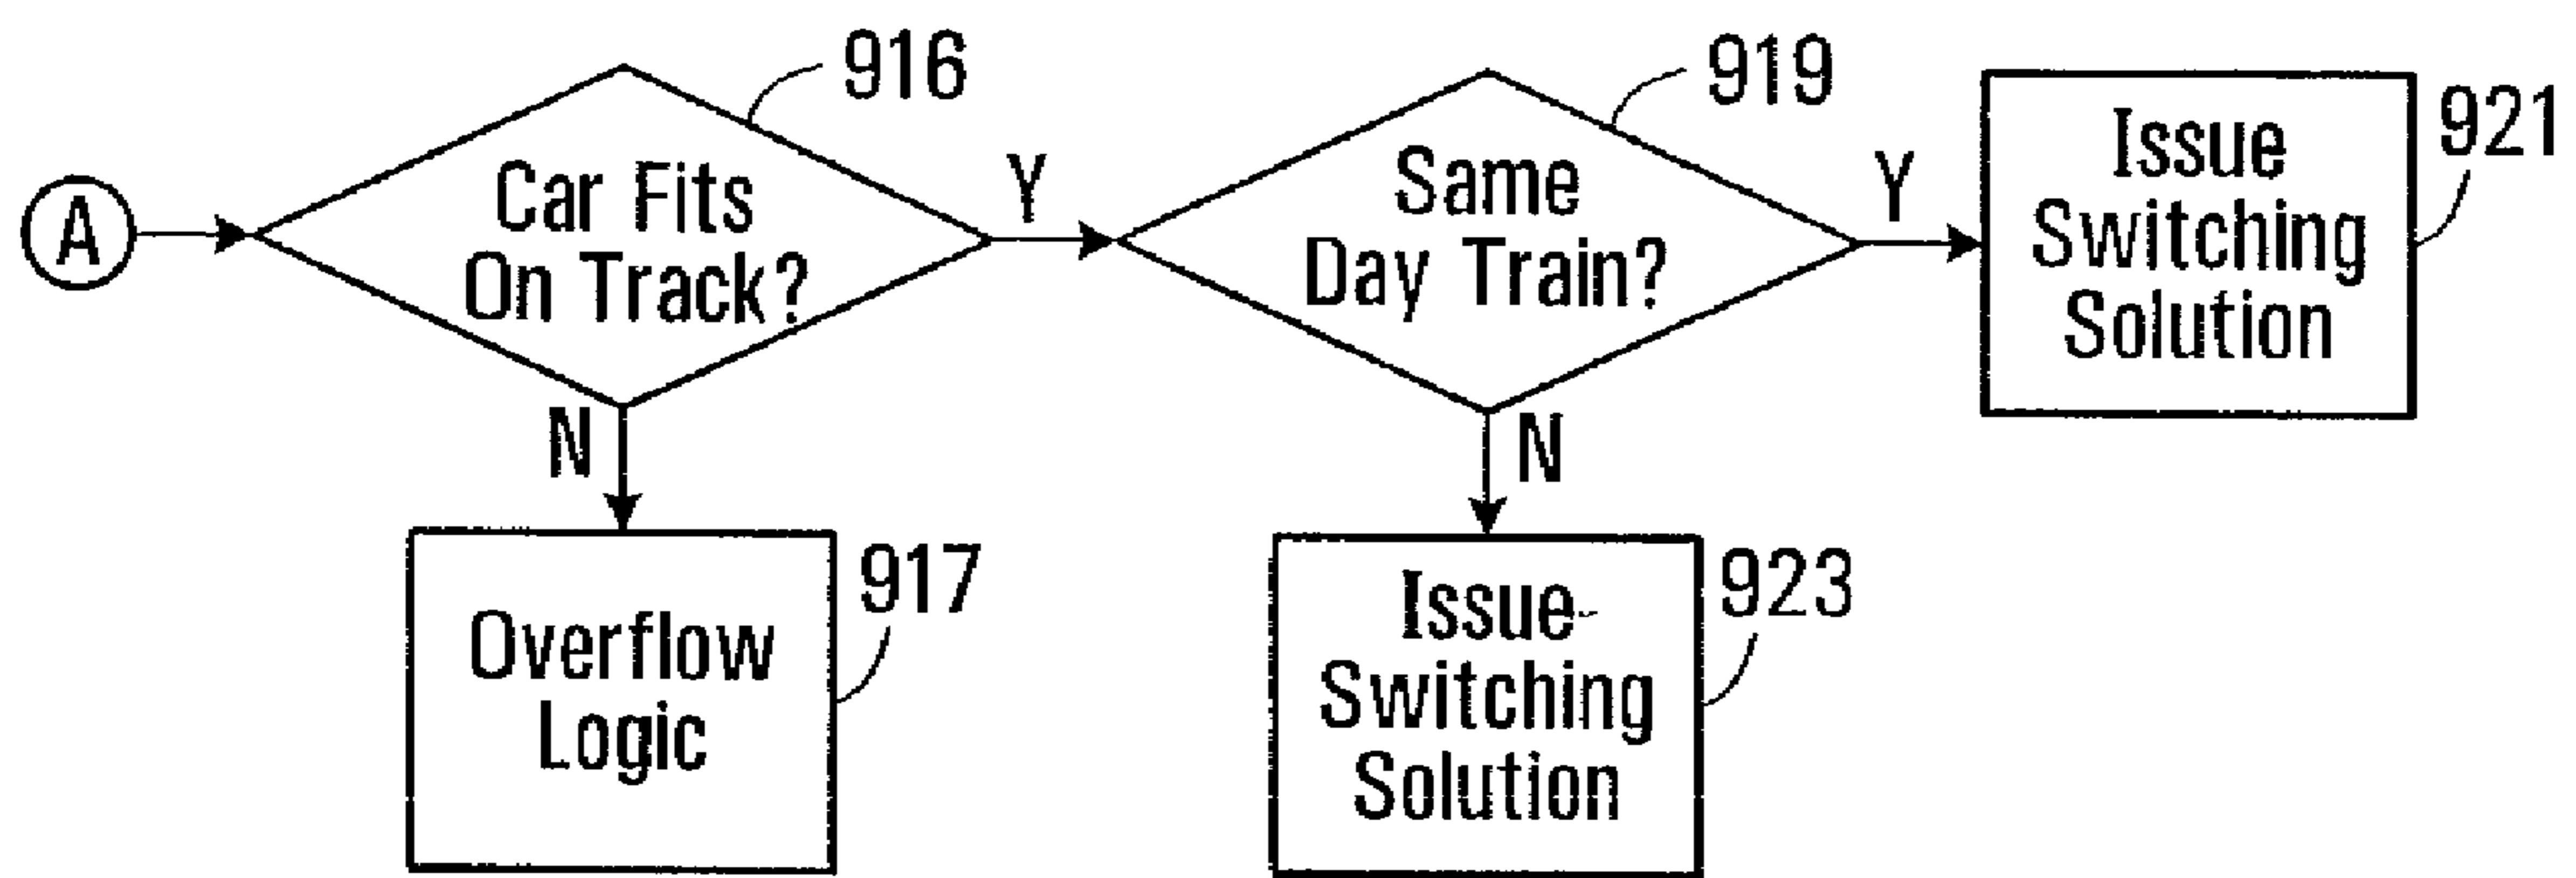 916
919
A
Car Fits
On Track?
Y
Same
Day Train?
Y
Issue
Switching
Solution
921
N
N
Overflow
Logic
917
Issue
Switching
Solution
923